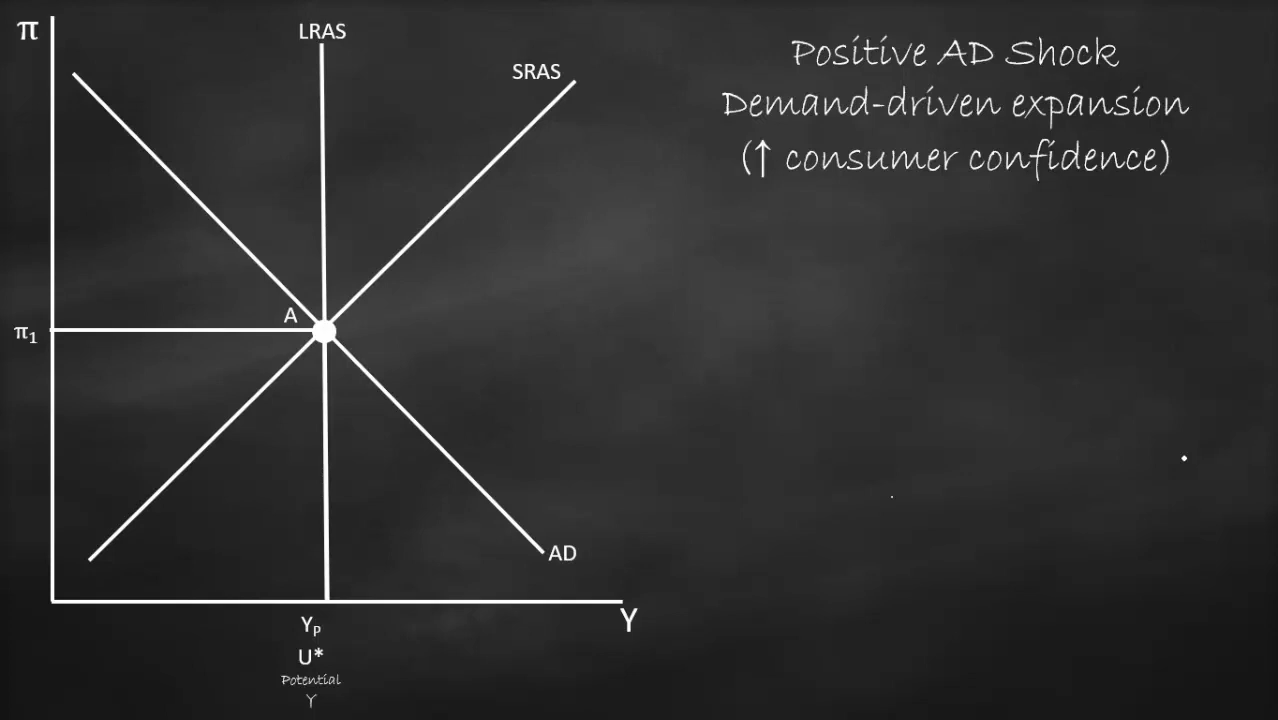 π
LRAS
SRAS
Positive AD Shock
Demand-driven expansion
(↑ consumer confidence)
A
π₁
AD
Y
Yₚ
U*
Potential
Y